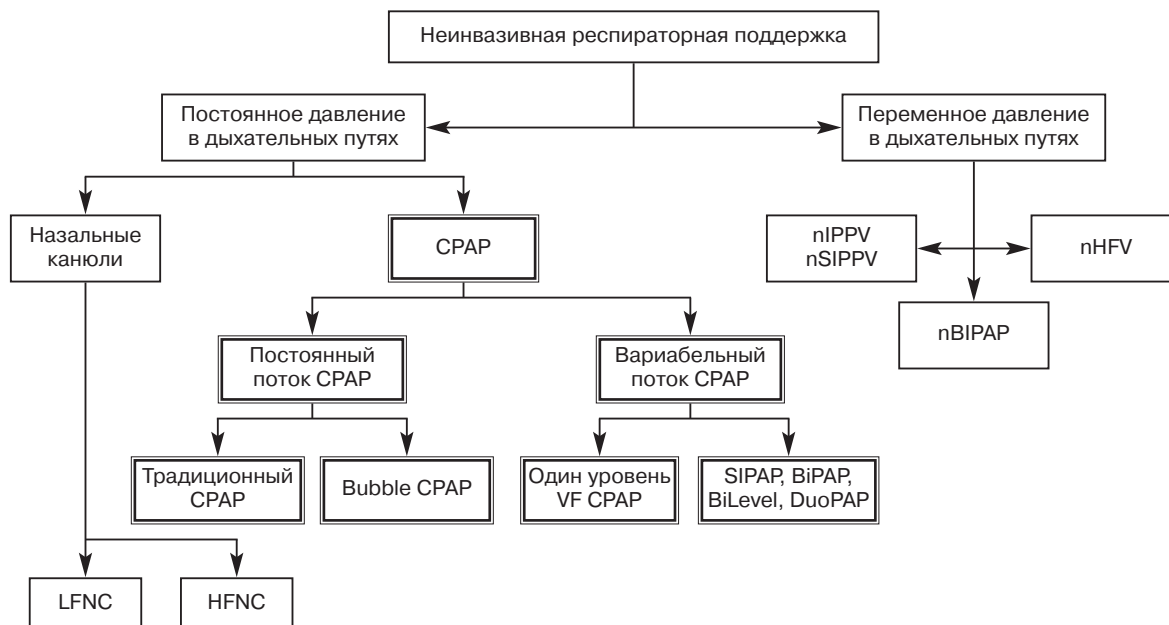 Неинвазивная респираторная поддержка
Постоянное давление
в дыхательных путях
Переменное давление
в дыхательных путях
Назальные
канюли
CPAP
nIPPV
nSIPPV
nHFV
nBIPAP
Постоянный
поток CPAP
Вариабельный
поток CPAP
Традиционный
CPAP
Bubble CPAP
Один уровень
VF CPAP
SIPAP, BiPAP,
BiLevel, DuoPAP
LFNC
HFNC